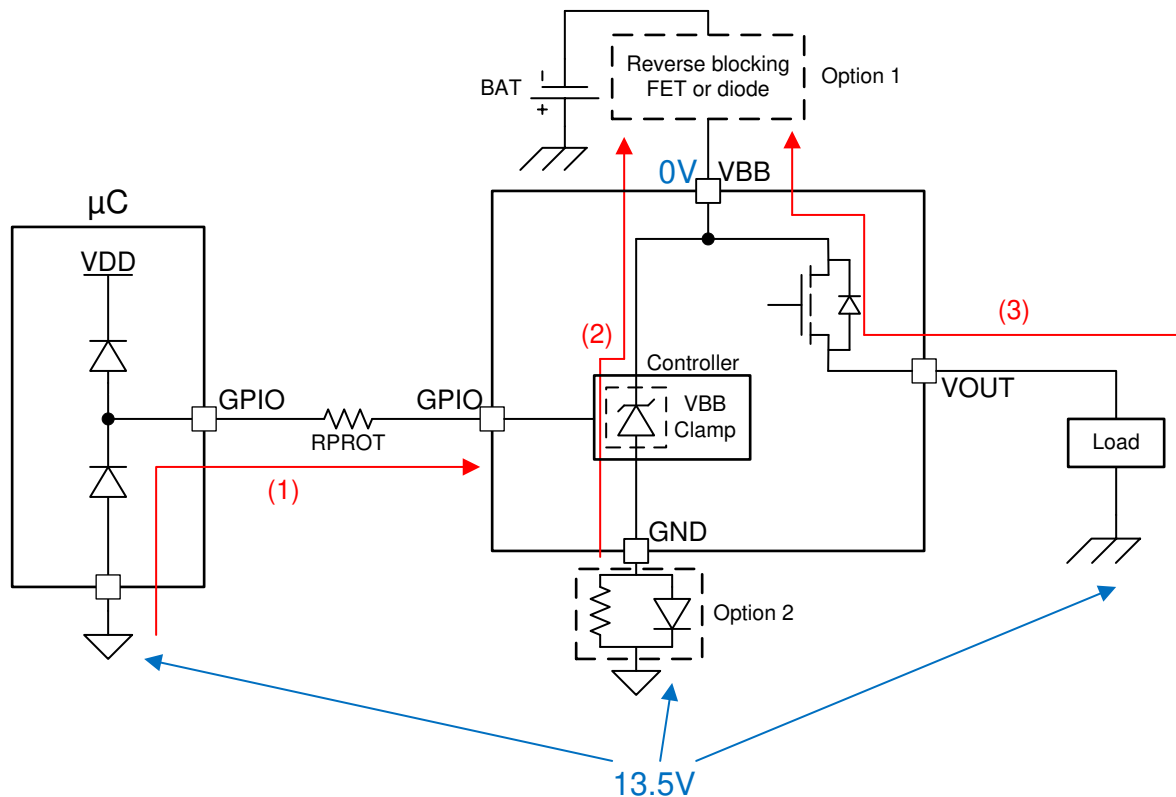 Reverse blocking
FET or diode
Option 1
BAT
-
+
0V
VBB
µC
VDD
(3)
(2)
Controller
GPIO
GPIO
VBB
Clamp
VOUT
RPROT
Load
(1)
GND
Option 2
13.5V